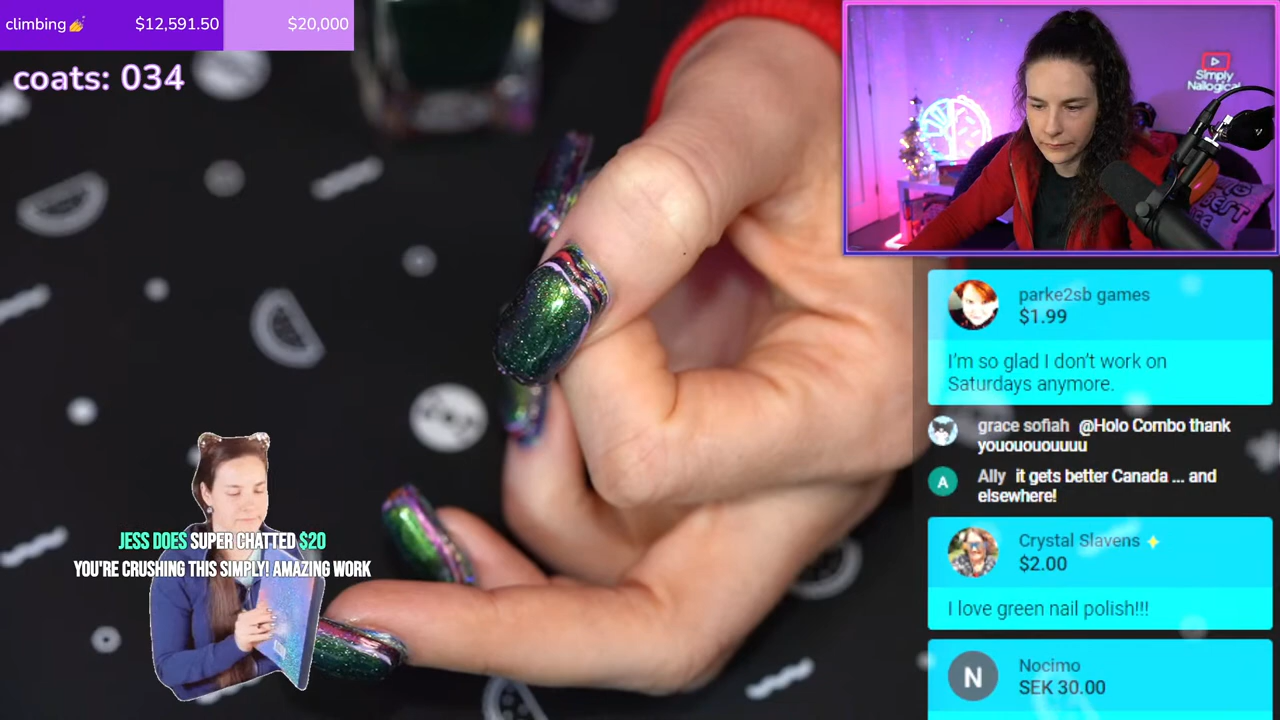 climbing💅 $12,591.50 $20,000
coats: 034
Simply
Nailogical
parke2sb games
$1.99
I'm so glad I don't work on
Saturdays anymore.
grace sofiah @Holo Combo thank
youououououuu
A Ally it gets better Canada ... and
elsewhere!
JESS DOES SUPER CHATTED $20
YOU'RE CRUSHING THIS SIMPLY! AMAZING WORK
Crystal Slavens ✨
$2.00
I love green nail polish!!!
N Nocimo
SEK 30.00